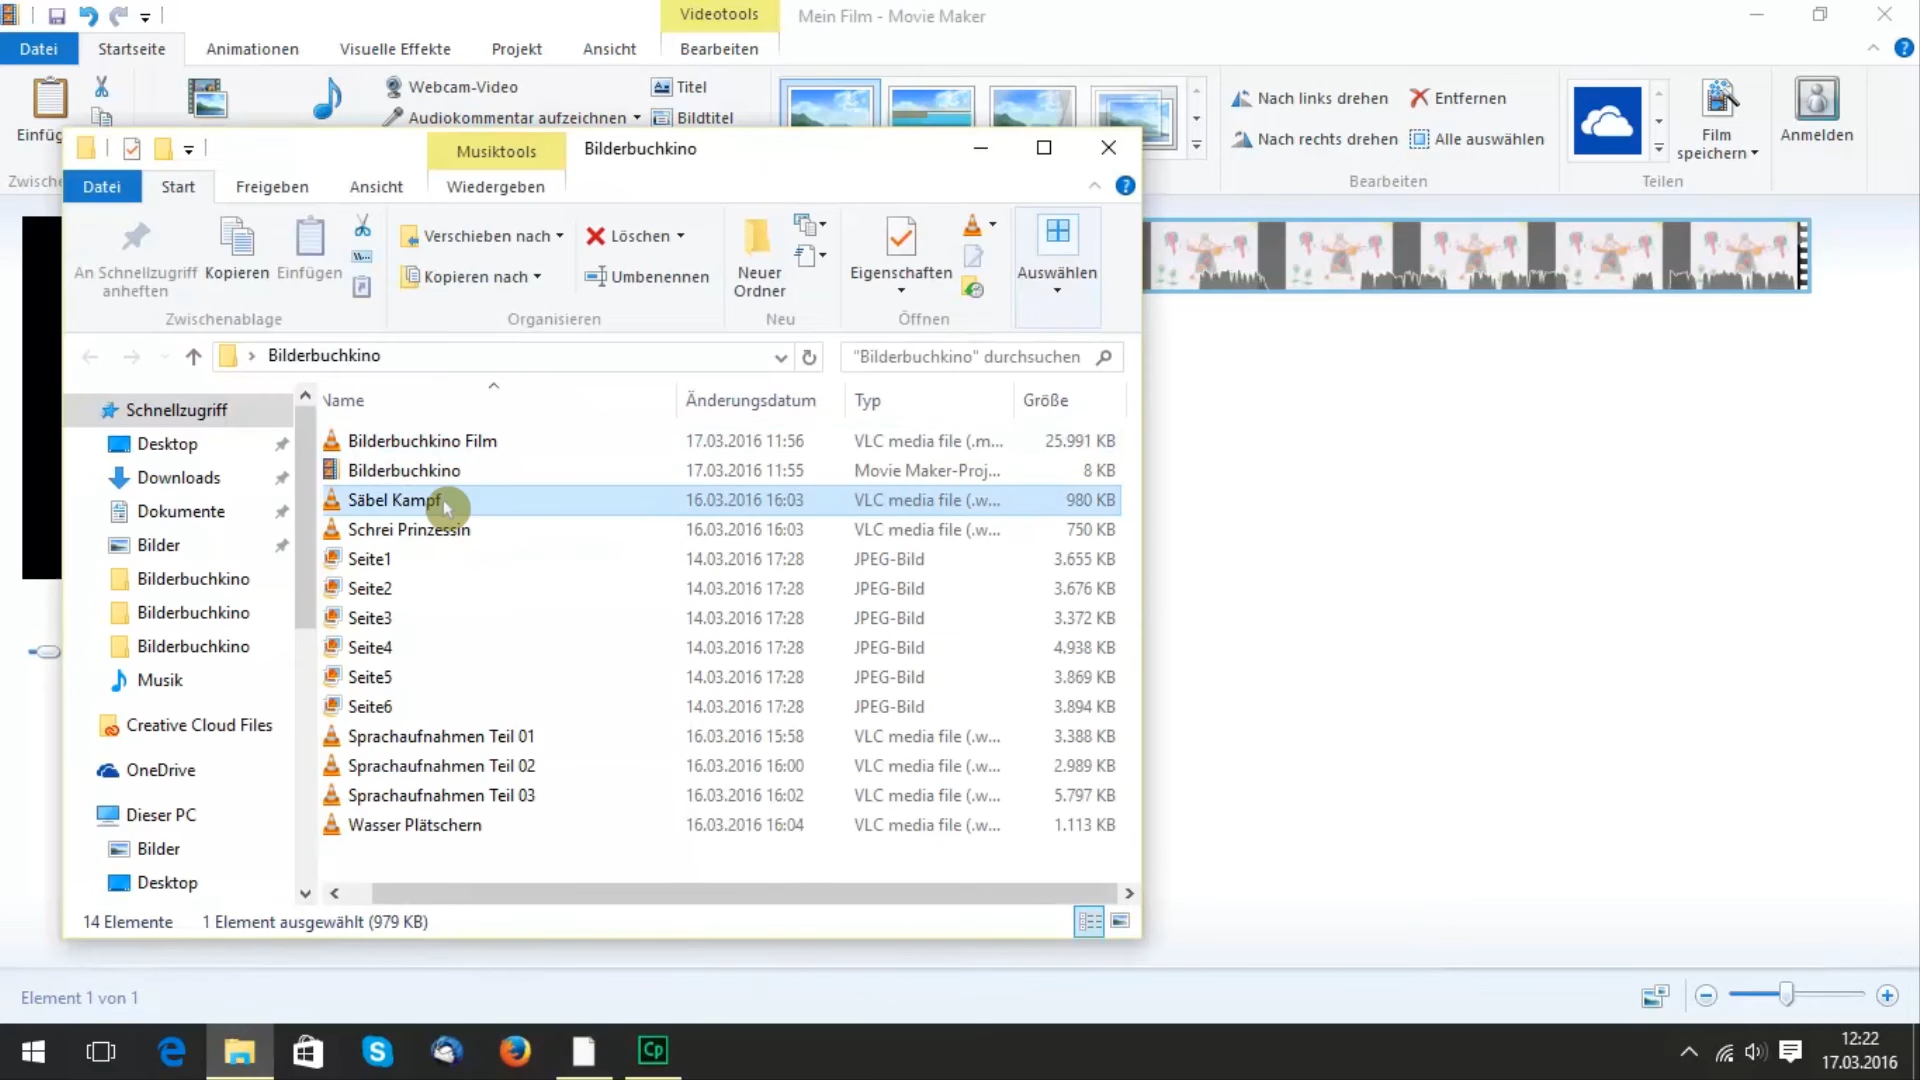 Videotools
Mein Film - Movie Maker
Datei
Startseite
Animationen
Visuelle Effekte
Projekt
Ansicht
Bearbeiten
Webcam-Video
Titel
Audiokommentar aufzeichnen
Bildtitel
Nach links drehen
Entfernen
Nach rechts drehen
Alle auswählen
Bearbeiten
Film
speichern
Teilen
Anmelden
Musiktools
Bilderbuchkino
Datei
Start
Freigeben
Ansicht
Wiedergeben
An Schnellzugriff
anheften
Kopieren
Einfügen
Zwischenablage
Verschieben nach
Löschen
Kopieren nach
Umbenennen
Organisieren
Neuer
Ordner
Neu
Eigenschaften
Öffnen
Auswählen
Bilderbuchkino
"Bilderbuchkino" durchsuchen
Name
Änderungsdatum
Typ
Größe
Schnellzugriff
Desktop
Downloads
Dokumente
Bilder
Bilderbuchkino
Bilderbuchkino
Bilderbuchkino
Musik
Creative Cloud Files
OneDrive
Dieser PC
Bilder
Desktop
Bilderbuchkino Film 17.03.2016 11:56 VLC media file (.m... 25.991 KB
Bilderbuchkino 17.03.2016 11:55 Movie Maker-Proj... 8 KB
Säbel Kampf 16.03.2016 16:03 VLC media file (.w... 980 KB
Schrei Prinzessin 16.03.2016 16:03 VLC media file (.w... 750 KB
Seite1 14.03.2016 17:28 JPEG-Bild 3.655 KB
Seite2 14.03.2016 17:28 JPEG-Bild 3.676 KB
Seite3 14.03.2016 17:28 JPEG-Bild 3.372 KB
Seite4 14.03.2016 17:28 JPEG-Bild 4.938 KB
Seite5 14.03.2016 17:28 JPEG-Bild 3.869 KB
Seite6 14.03.2016 17:28 JPEG-Bild 3.894 KB
Sprachaufnahmen Teil 01 16.03.2016 15:58 VLC media file (.w... 3.388 KB
Sprachaufnahmen Teil 02 16.03.2016 16:00 VLC media file (.w... 2.989 KB
Sprachaufnahmen Teil 03 16.03.2016 16:02 VLC media file (.w... 5.797 KB
Wasser Plätschern 16.03.2016 16:04 VLC media file (.w... 1.113 KB
14 Elemente
1 Element ausgewählt (979 KB)
Element 1 von 1
Cp
12:22
17.03.2016